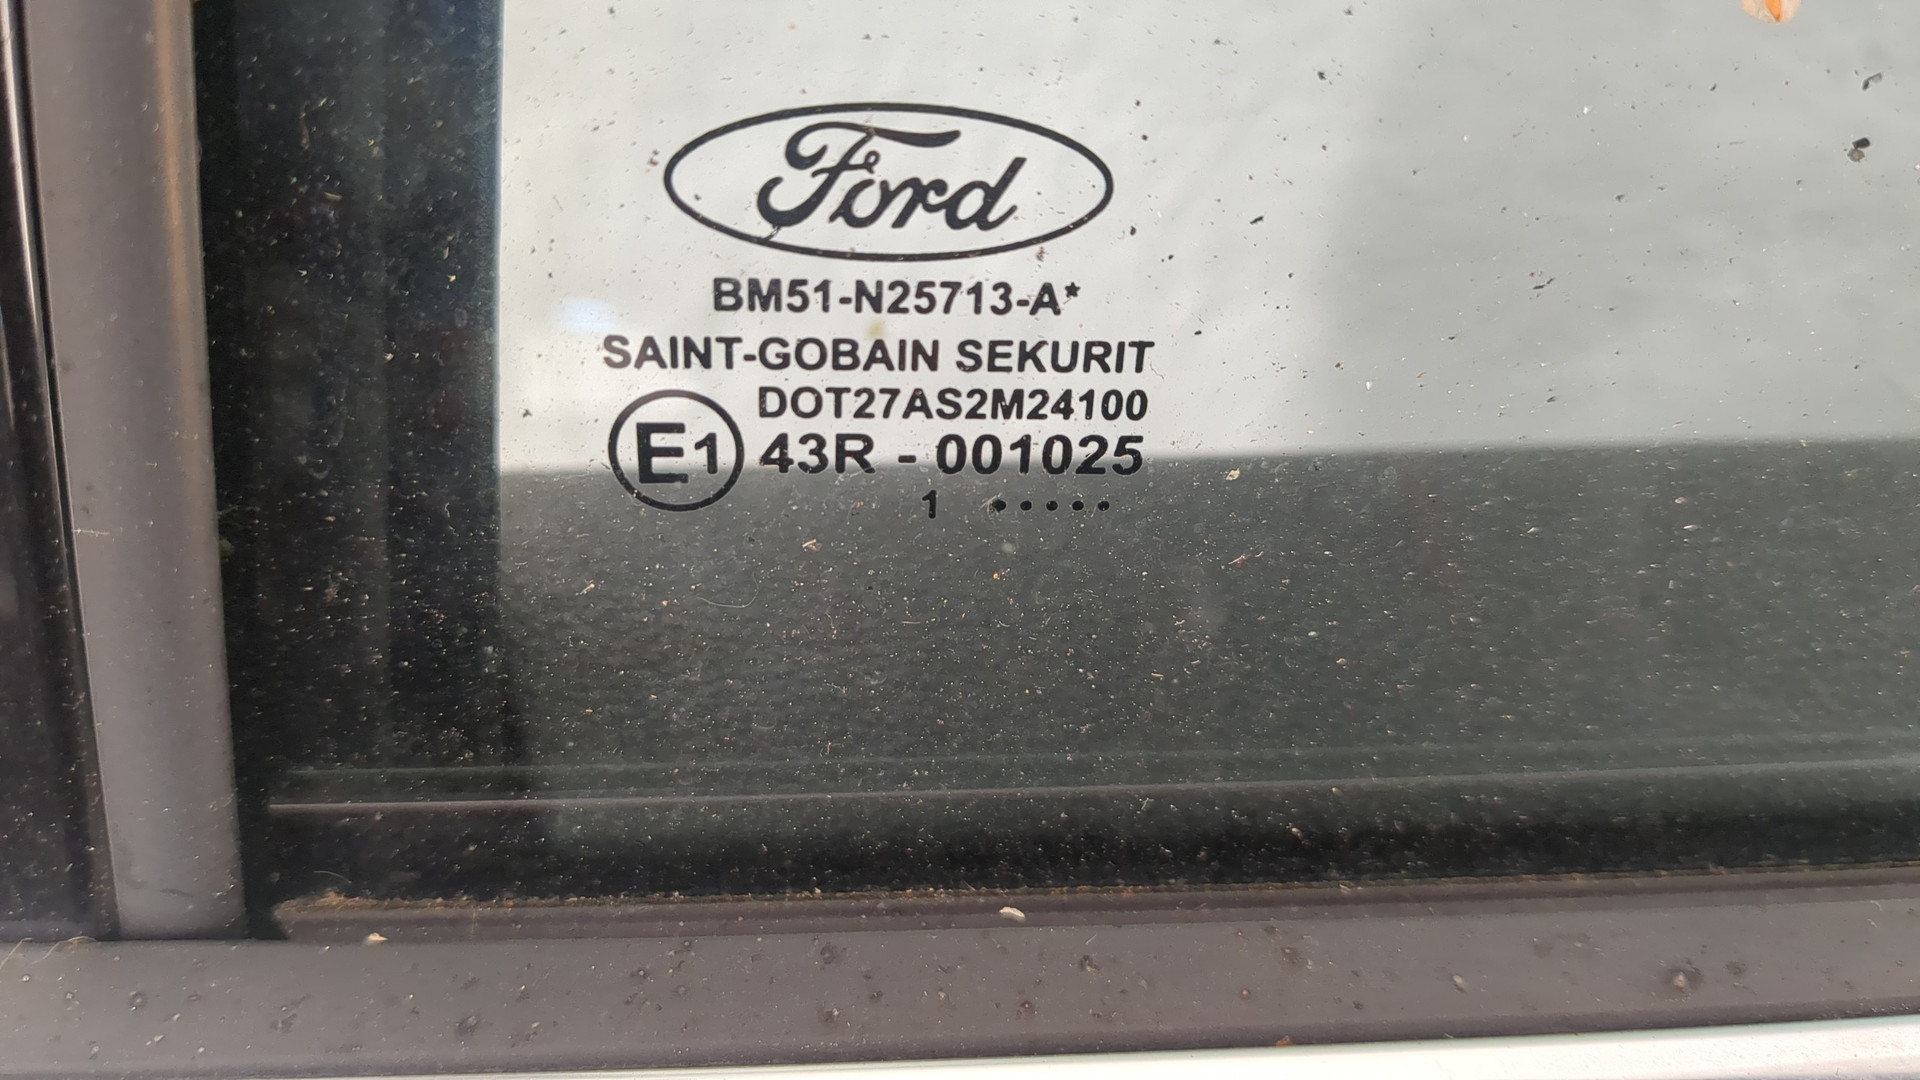 Ford
BM51-N25713-A*
SAINT-GOBAIN SEKURIT
DOT27AS2M24100
E1 43R - 001025
1 •••••